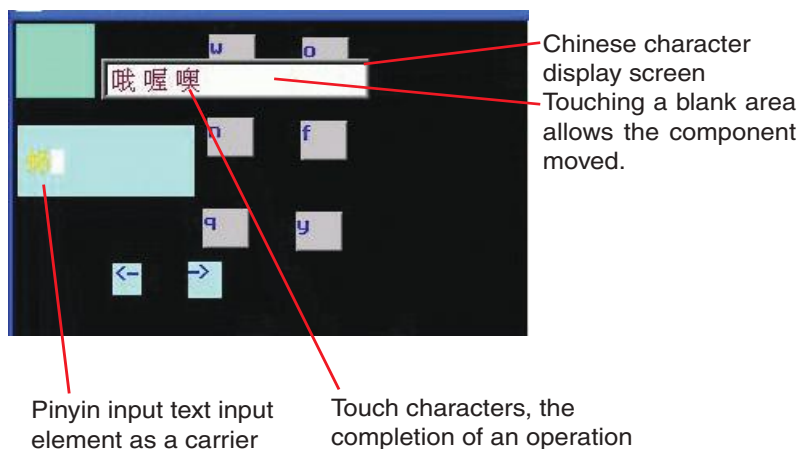 w o
哦 喔 噢
n f
q y
<- ->
Chinese character
display screen
Touching a blank area
allows the component
moved.
Pinyin input text input
element as a carrier
Touch characters, the
completion of an operation